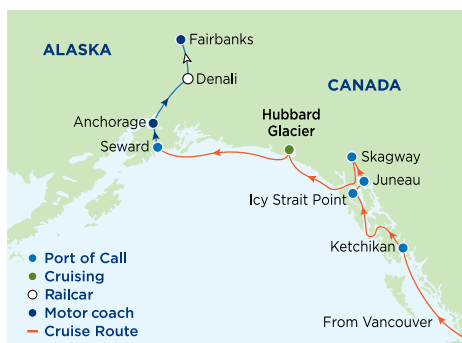 Fairbanks
ALASKA
Denali
CANADA
Anchorage
Hubbard
Glacier
Seward
Skagway
Juneau
Icy Strait Point
Ketchikan
Port of Call
Cruising
Railcar
Motor coach
Cruise Route
From Vancouver